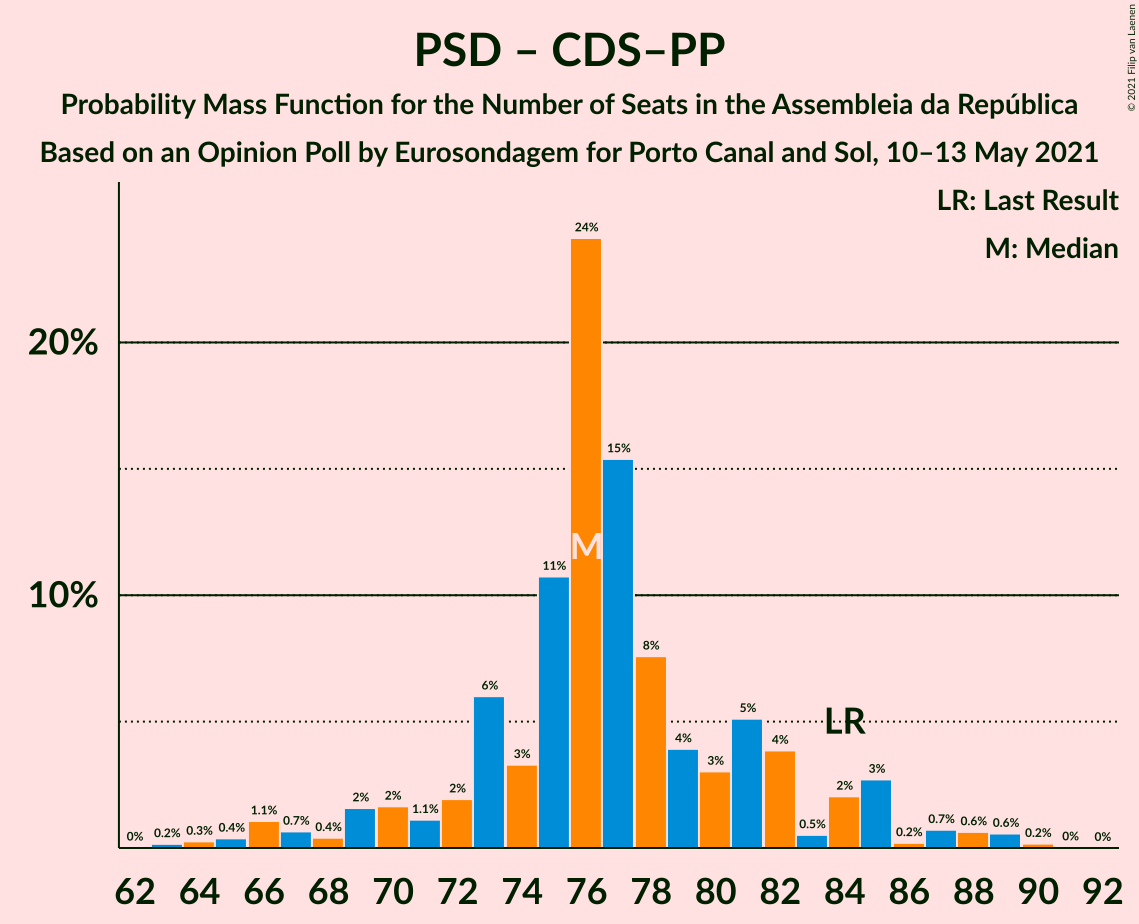 PSD – CDS–PP
Probability Mass Function for the Number of Seats in the Assembleia da República
Based on an Opinion Poll by Eurosondagem for Porto Canal and Sol, 10–13 May 2021
© 2021 Filip van Laenen
LR: Last Result
M: Median
20%
10%
0% 0.2% 0.3% 0.4% 1.1% 0.7% 0.4% 2% 2% 1.1% 2% 6% 3% 11% 24% 15% 8% 4% 3% 5% 4% 0.5% 2% 3% 0.2% 0.7% 0.6% 0.6% 0.2% 0% 0%
M
LR
62 64 66 68 70 72 74 76 78 80 82 84 86 88 90 92